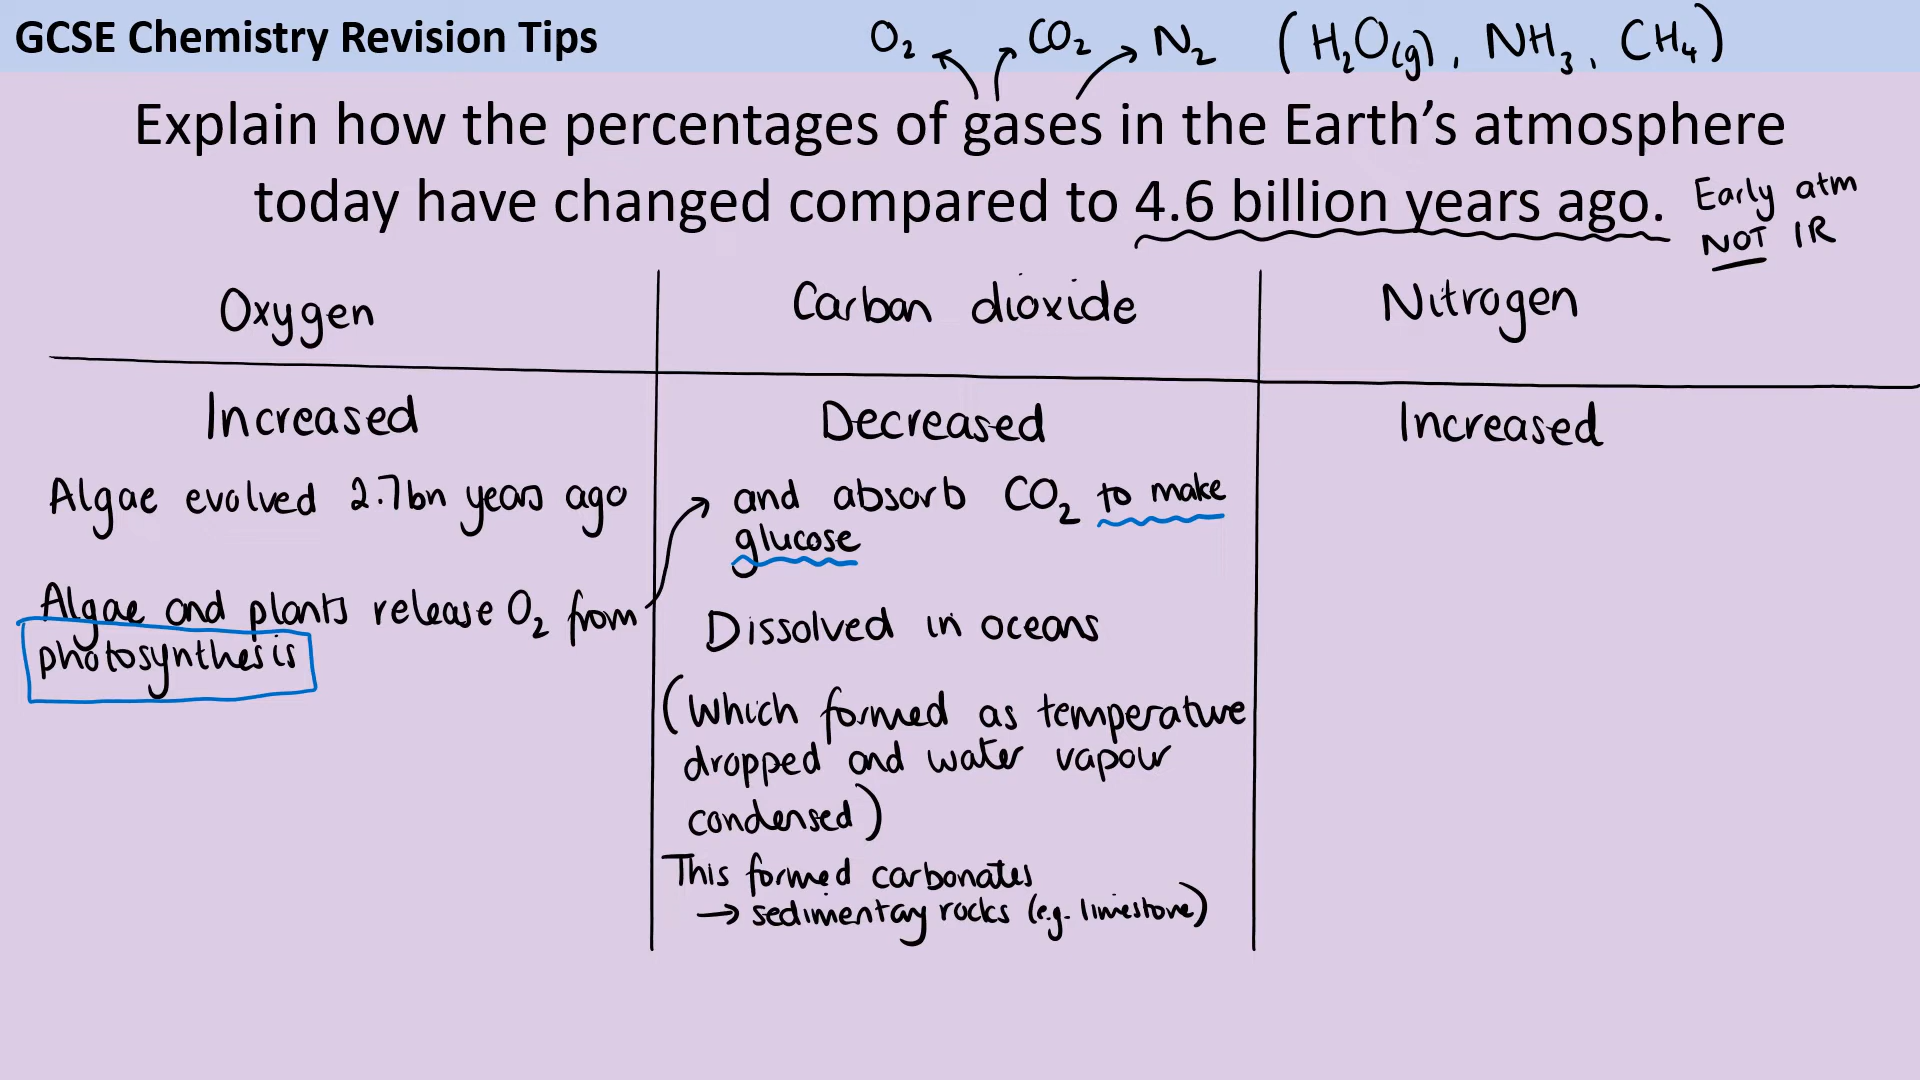 GCSE Chemistry Revision Tips
O₂ CO₂ N₂ (H₂O(g), NH₃, CH₄)
Explain how the percentages of gases in the Earth’s atmosphere
today have changed compared to 4.6 billion years ago.
Early atm
NOT IR
Oxygen
Carbon dioxide
Nitrogen
Increased
Algae evolved 2.7bn years ago
Algae and plants release O₂ from
photosynthesis
Decreased
and absorb CO₂ to make
glucose
Dissolved in oceans
(Which formed as temperature
dropped and water vapour
condensed)
This formed carbonates
→ sedimentay rocks (e.g. limestone)
Increased